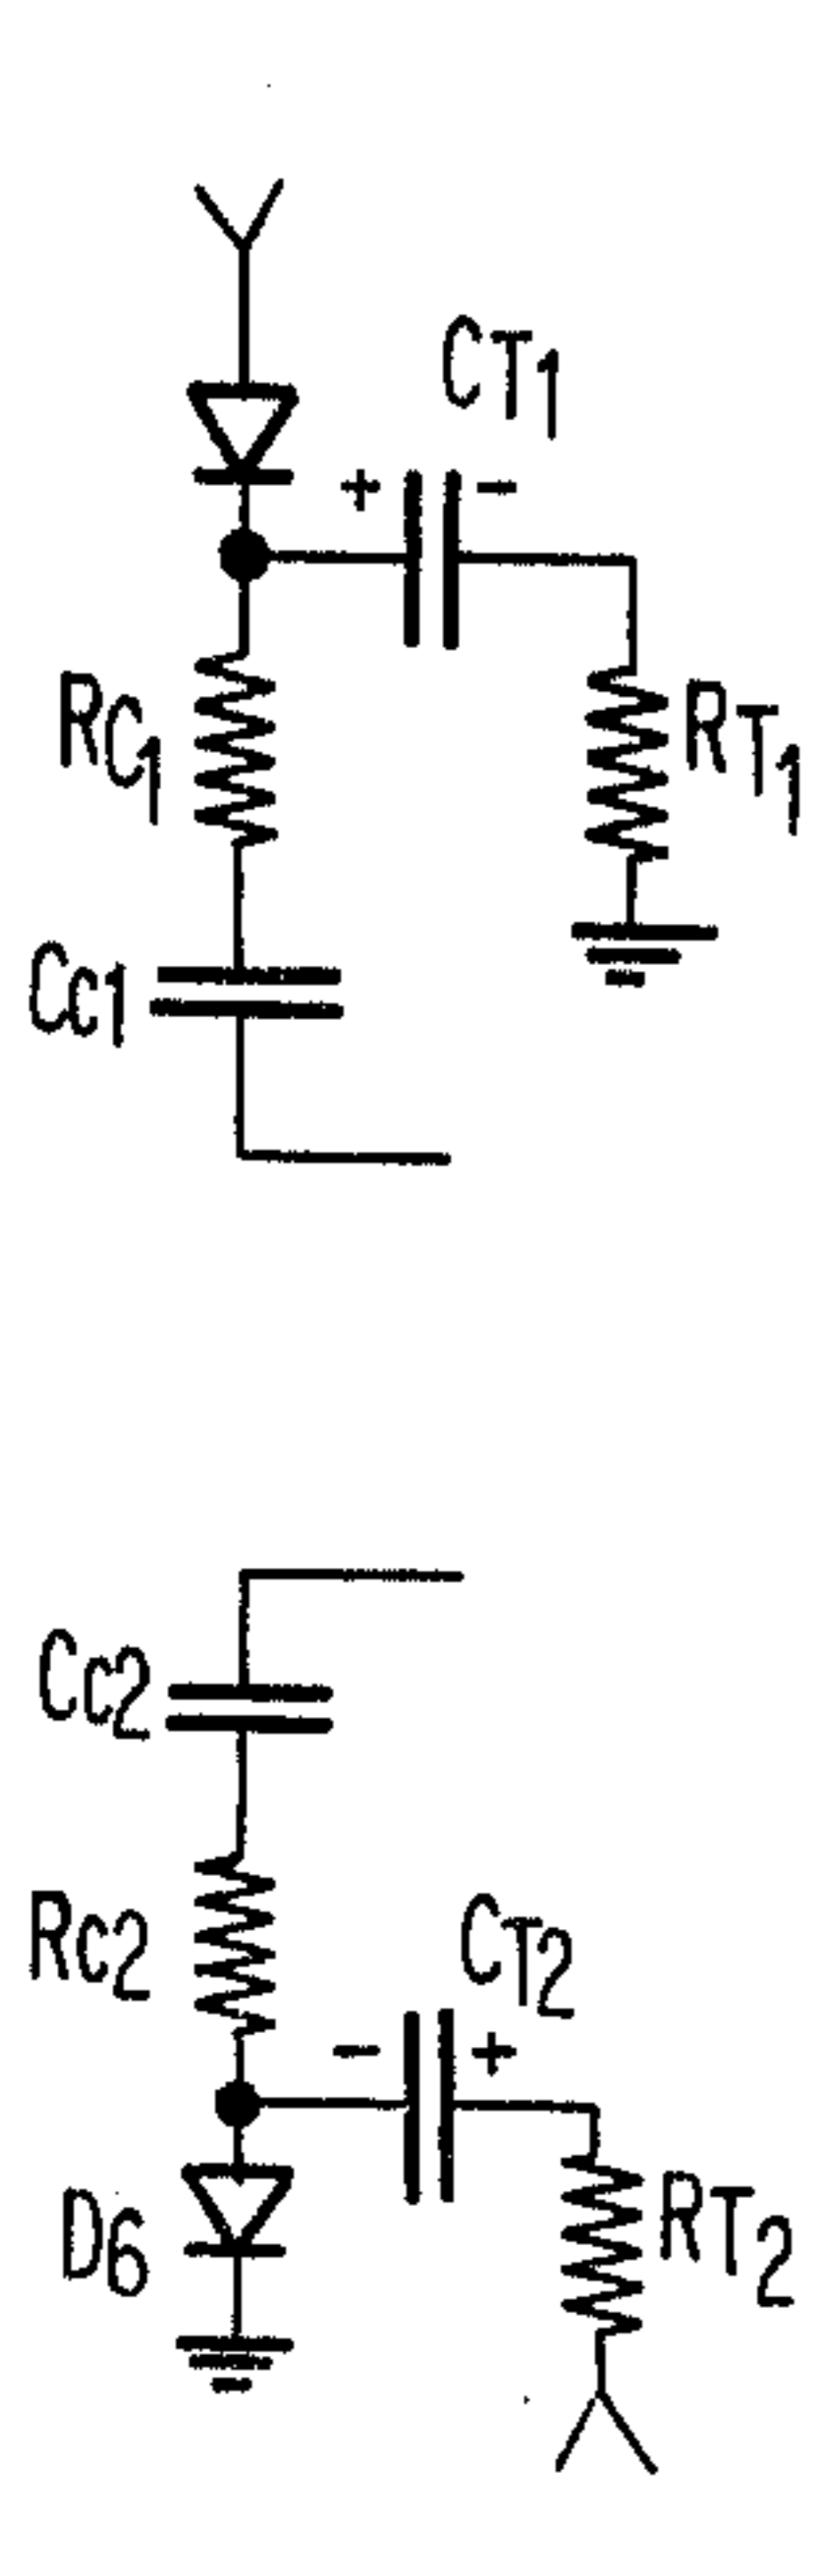 CT1
+ -
RC1
RT1
CC1
CC2
RC2
CT2
- +
D6
RT2